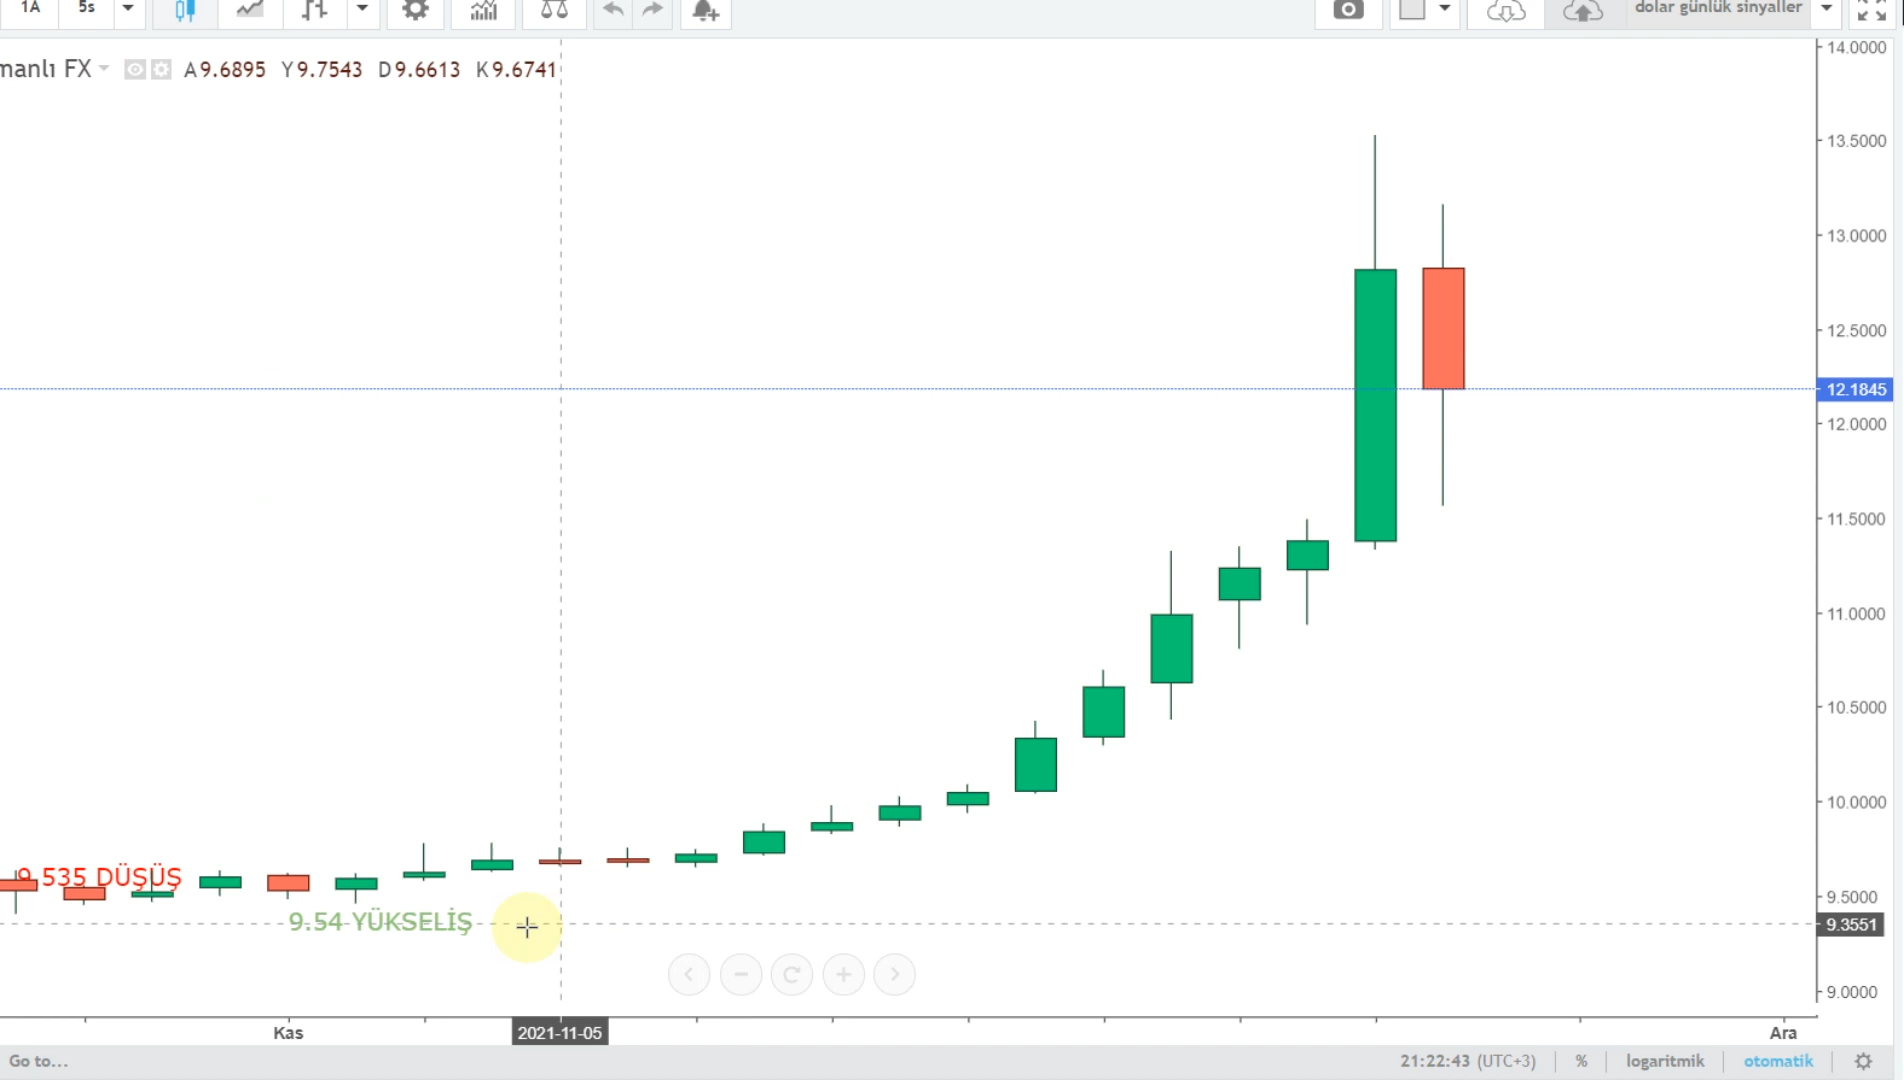 1A 5s dolar günlük sinyaller
manlı FX A9.6895 Y9.7543 D9.6613 K9.6741
14.0000
13.5000
13.0000
12.5000
12.1845
12.0000
11.5000
11.0000
10.5000
10.0000
9.535 DÜŞÜŞ
9.5000
9.54 YÜKSELİŞ
9.3551
9.0000
Kas 2021-11-05 Ara
Go to... 21:22:43 (UTC+3) % logaritmik otomatik